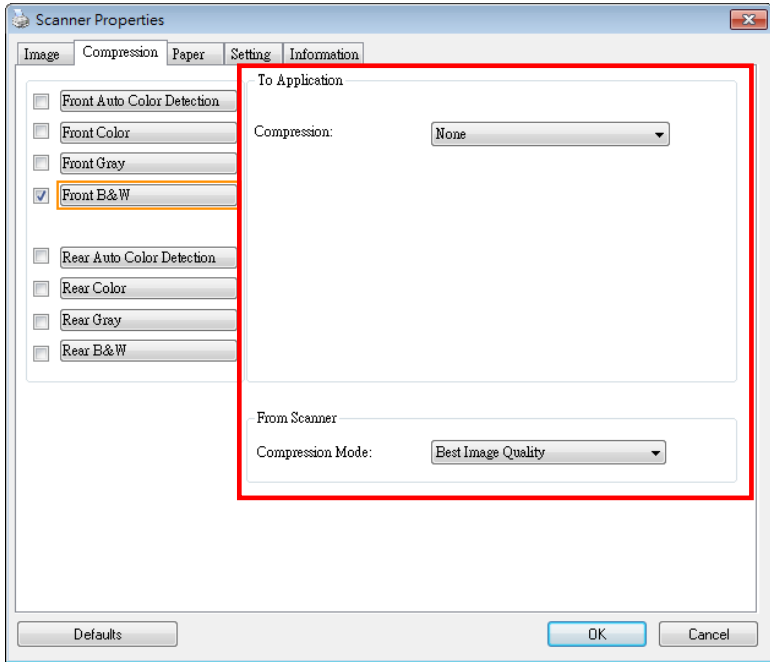 Scanner Properties
Image Compression Paper Setting Information
Front Auto Color Detection
Front Color
Front Gray
Front B&W
Rear Auto Color Detection
Rear Color
Rear Gray
Rear B&W
To Application
Compression: None
From Scanner
Compression Mode: Best Image Quality
Defaults OK Cancel